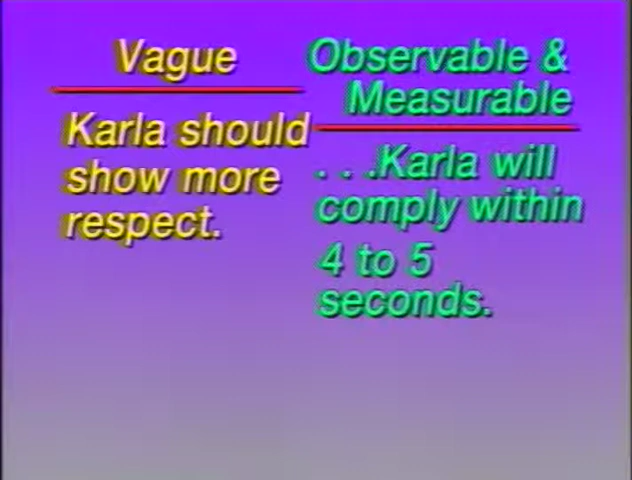 Vague
Karla should
show more
respect.
Observable &
Measurable
. . .Karla will
comply within
4 to 5
seconds.